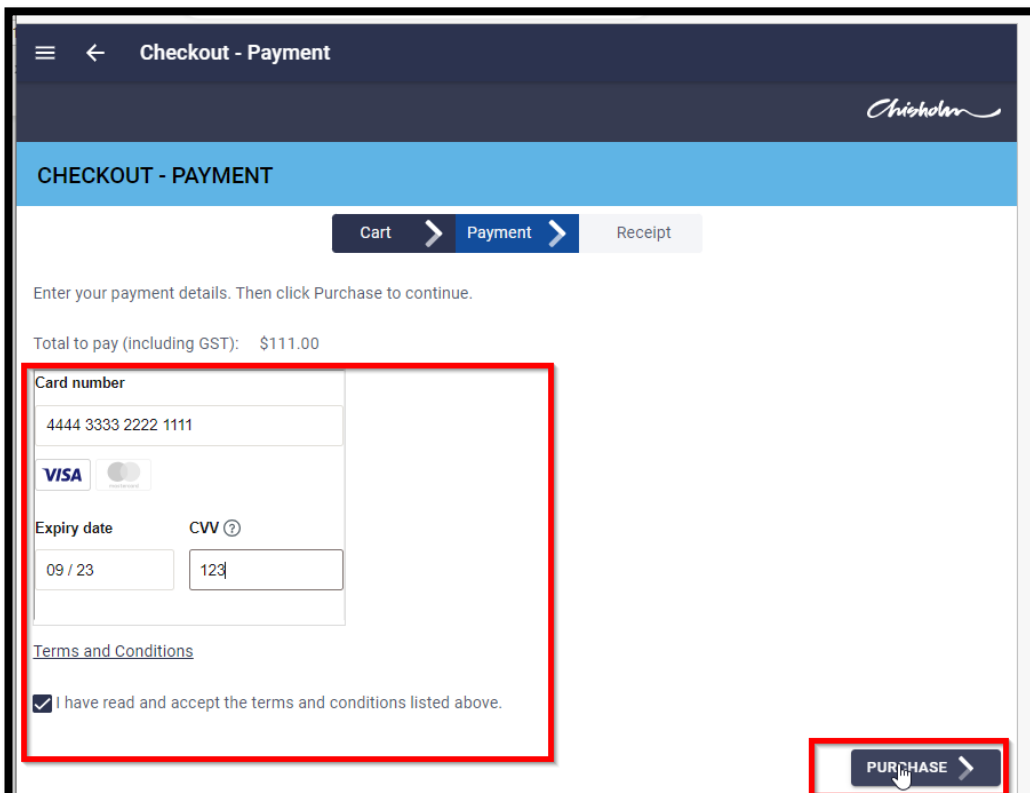 Checkout - Payment
Chisholm
CHECKOUT - PAYMENT
Cart Payment Receipt
Enter your payment details. Then click Purchase to continue.
Total to pay (including GST): $111.00
Card number
4444 3333 2222 1111
VISA mastercard
Expiry date CVV ?
09 / 23 123
Terms and Conditions
I have read and accept the terms and conditions listed above.
PURCHASE